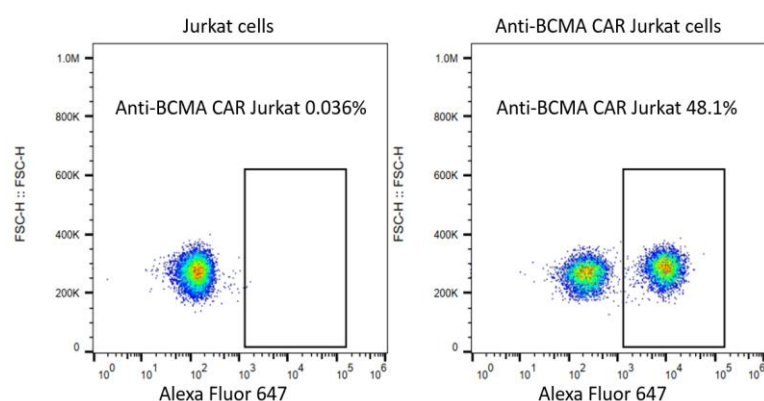 Jurkat cells
1.0M
Anti-BCMA CAR Jurkat 0.036%
800K
600K
400K
200K
0
FSC-H :: FSC-H
10^0 10^1 10^2 10^3 10^4 10^5 10^6
Alexa Fluor 647
Anti-BCMA CAR Jurkat cells
1.0M
Anti-BCMA CAR Jurkat 48.1%
800K
600K
400K
200K
0
FSC-H :: FSC-H
10^0 10^1 10^2 10^3 10^4 10^5 10^6
Alexa Fluor 647